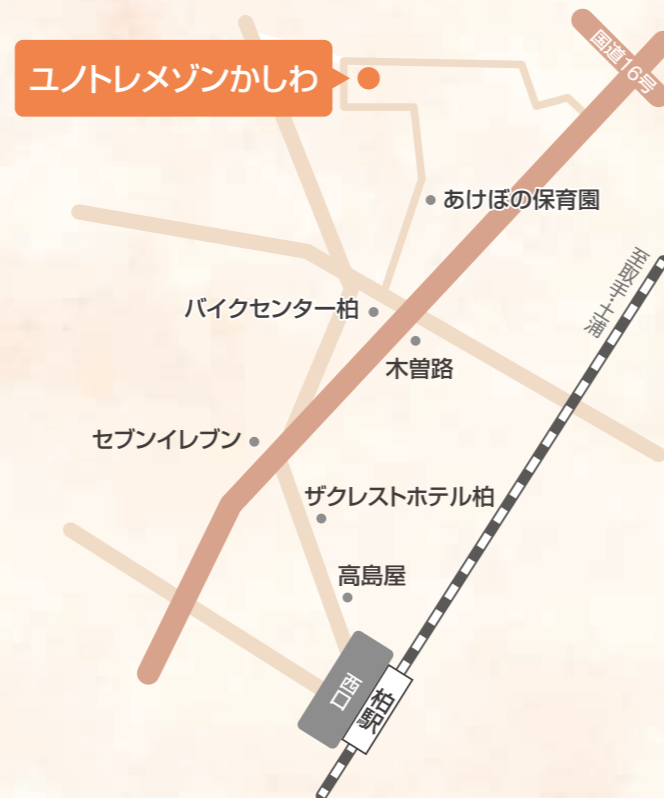 国道16号
ユノトレメゾンかしわ
あけぼの保育園
至取手・土浦
バイクセンター柏
木曽路
セブンイレブン
ザクレストホテル柏
高島屋
西口
柏駅